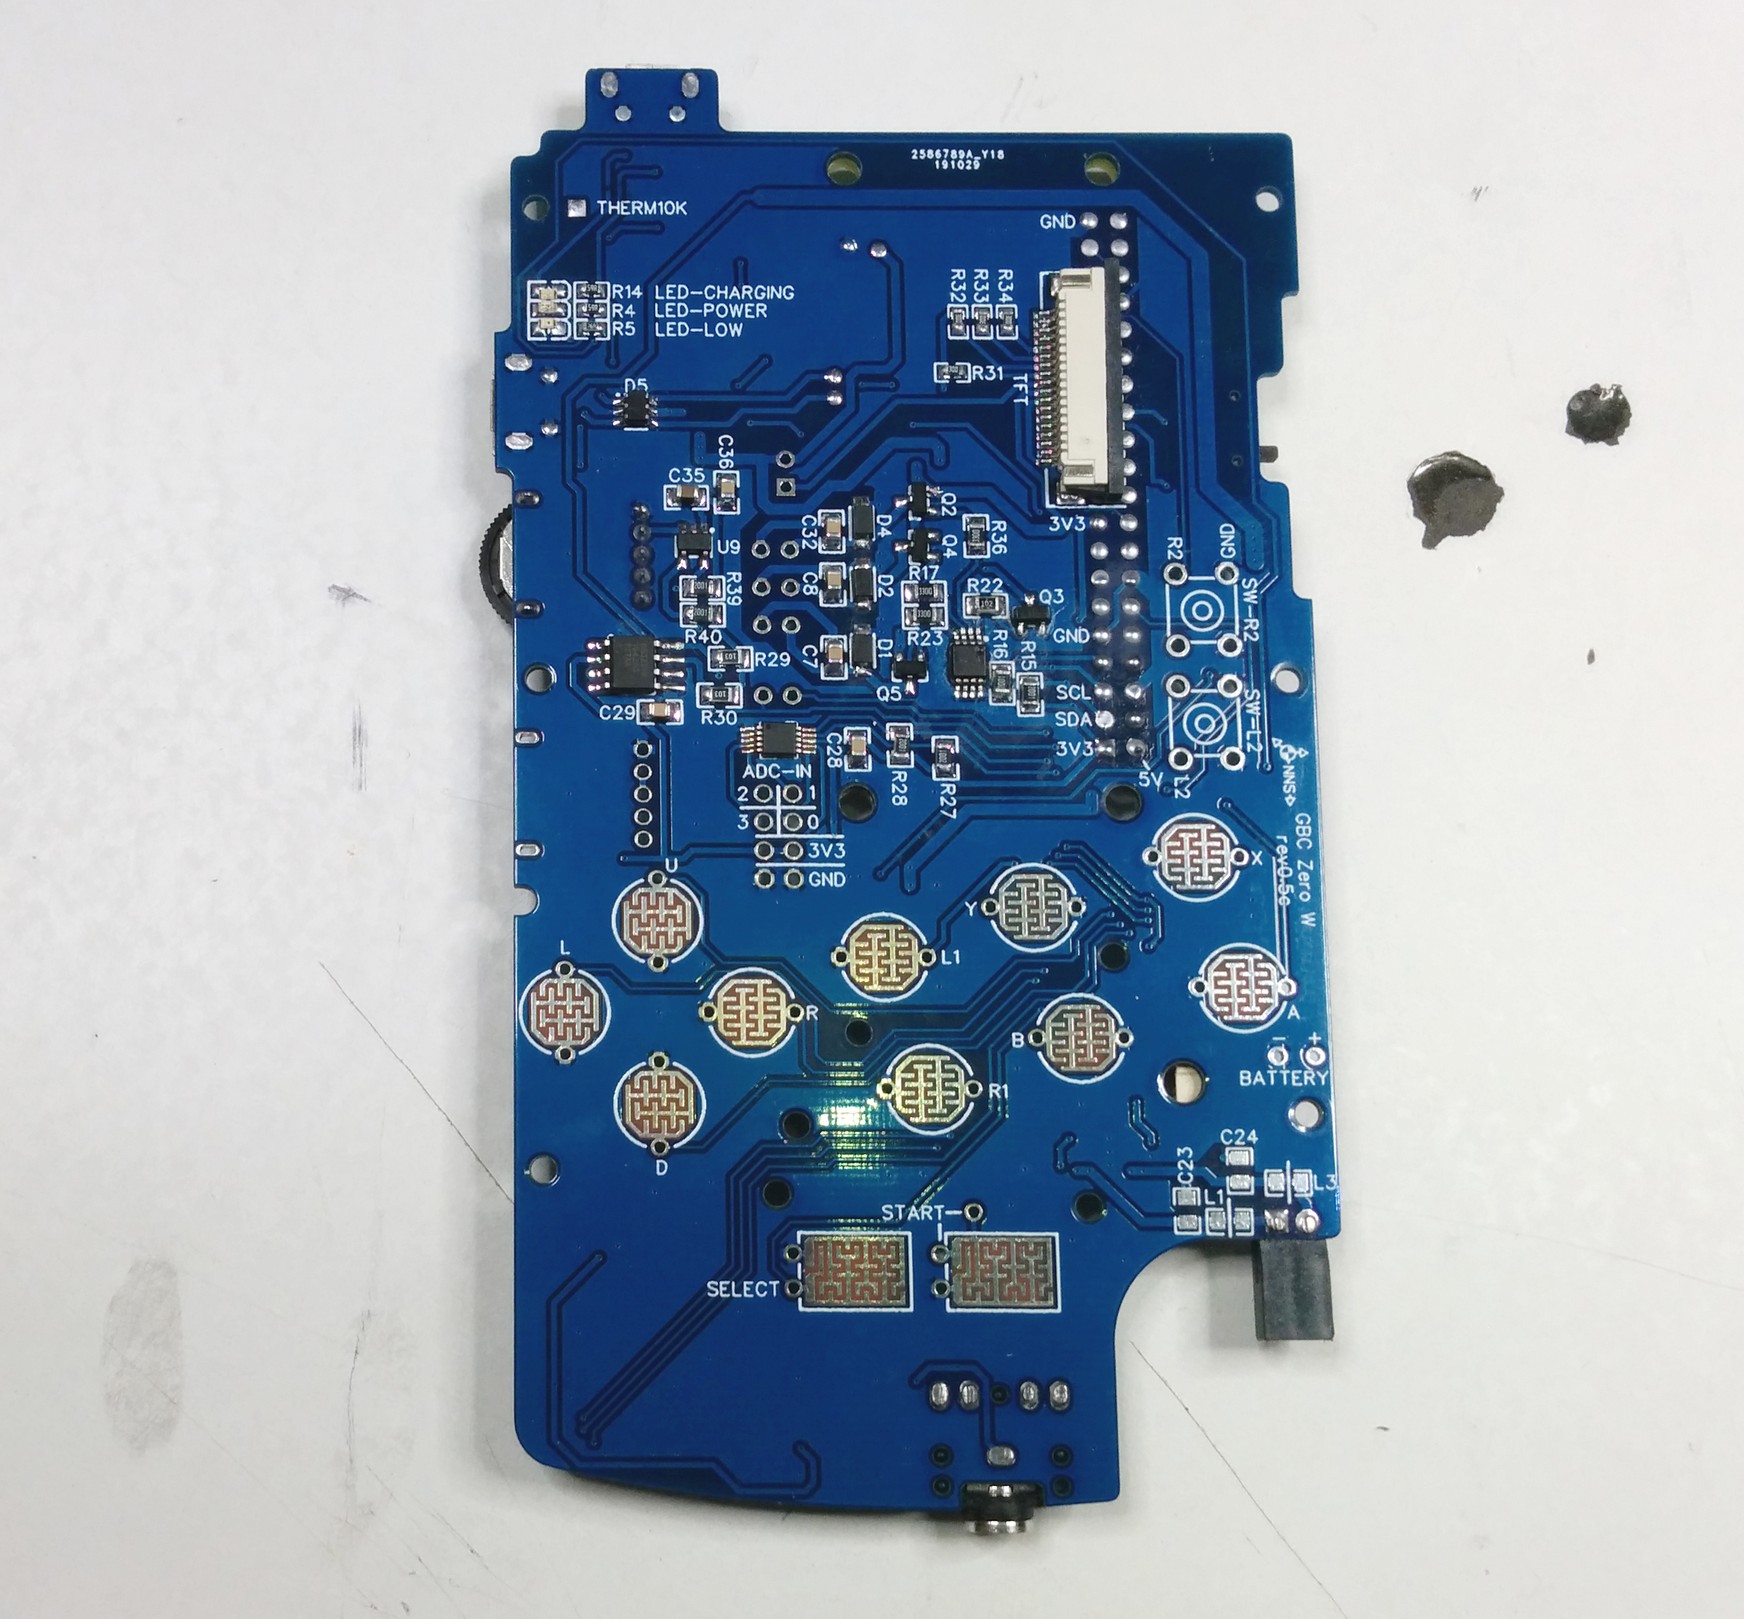 2586789A_Y18
191029
THERM10K
GND
R14 LED-CHARGING
R4 LED-POWER
R5 LED-LOW
R32
R33
R34
R31
TFT
D5
C36
C35
U9
C32
D4
Q2
Q4
R36
3V3
R2
GND
SW-R2
R39
R40
C8
D2
R17
R23
R22
Q3
GND
C7
D1
R29
R30
C29
Q5
R16
R15
SCL
SDA
3V3
5V
L2
SW-L2
C28
R28
R27
ADC-IN
2 1
3 0
3V3
GND
GBC Zero W
rev0.5c
U
L
R
D
L1
R1
Y
X
B
A
- +
BATTERY
C24
C23
L1
L3
START
SELECT